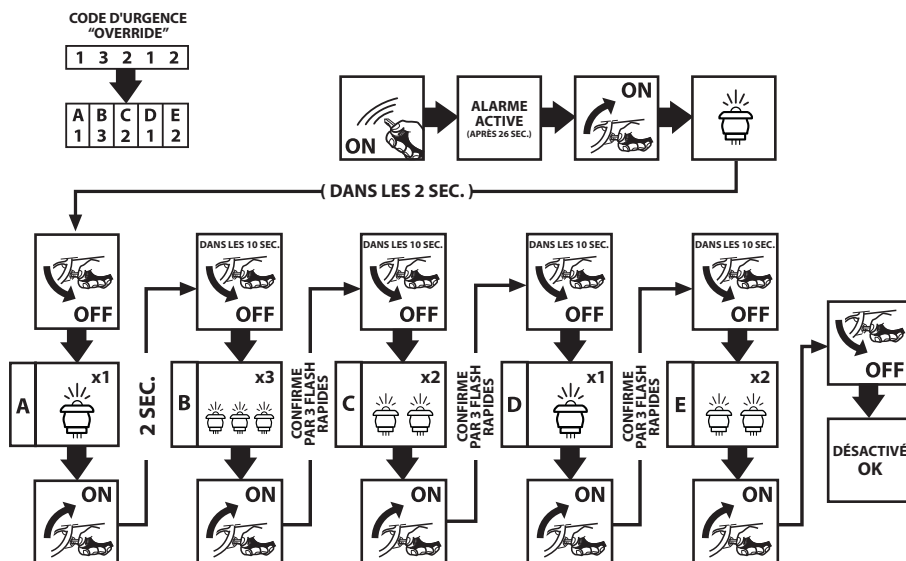 CODE D'URGENCE
“OVERRIDE”
1 3 2 1 2
A B C D E
1 3 2 1 2
ON
ALARME
ACTIVE
(APRÈS 26 SEC.)
ON
( DANS LES 2 SEC. )
OFF
A
x1
ON
2 SEC.
DANS LES 10 SEC.
OFF
B
x3
ON
CONFIRME
PAR 3 FLASH
RAPIDES
DANS LES 10 SEC.
OFF
C
x2
ON
CONFIRME
PAR 3 FLASH
RAPIDES
DANS LES 10 SEC.
OFF
D
x1
ON
CONFIRME
PAR 3 FLASH
RAPIDES
DANS LES 10 SEC.
OFF
E
x2
ON
OFF
DÉSACTIVÉ
OK